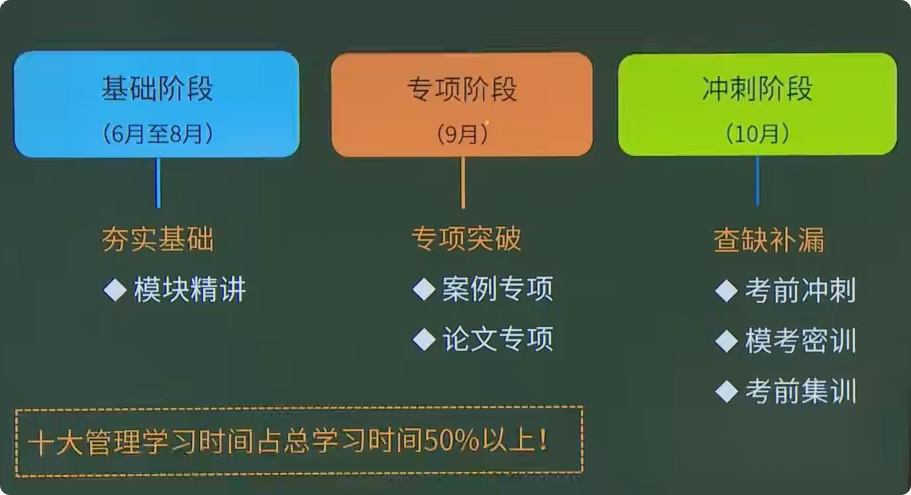 基础阶段
（6月至8月）
夯实基础
◆ 模块精讲
专项阶段
（9月）
专项突破
◆ 案例专项
◆ 论文专项
冲刺阶段
（10月）
查缺补漏
◆ 考前冲刺
◆ 模考密训
◆ 考前集训
十大管理学习时间占总学习时间50%以上！